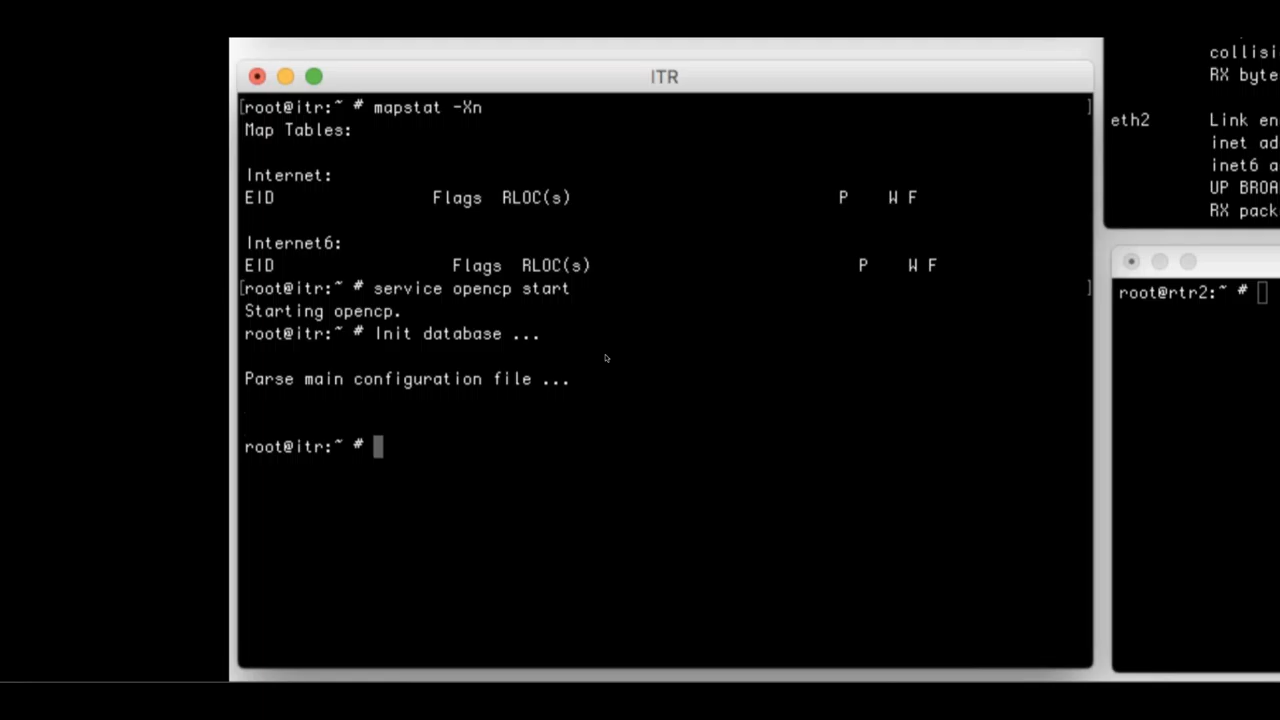 ITR
[root@itr:~ # mapstat -Xn ]
Map Tables:
Internet:
EID Flags RLOC(s) P W F
Internet6:
EID Flags RLOC(s) P W F
[root@itr:~ # service opencp start ]
Starting opencp.
root@itr:~ # Init database ...
Parse main configuration file ...
root@itr:~ #
collisi
RX byte
eth2 Link en
inet ad
inet6 a
UP BROA
RX pack
root@rtr2:~ #